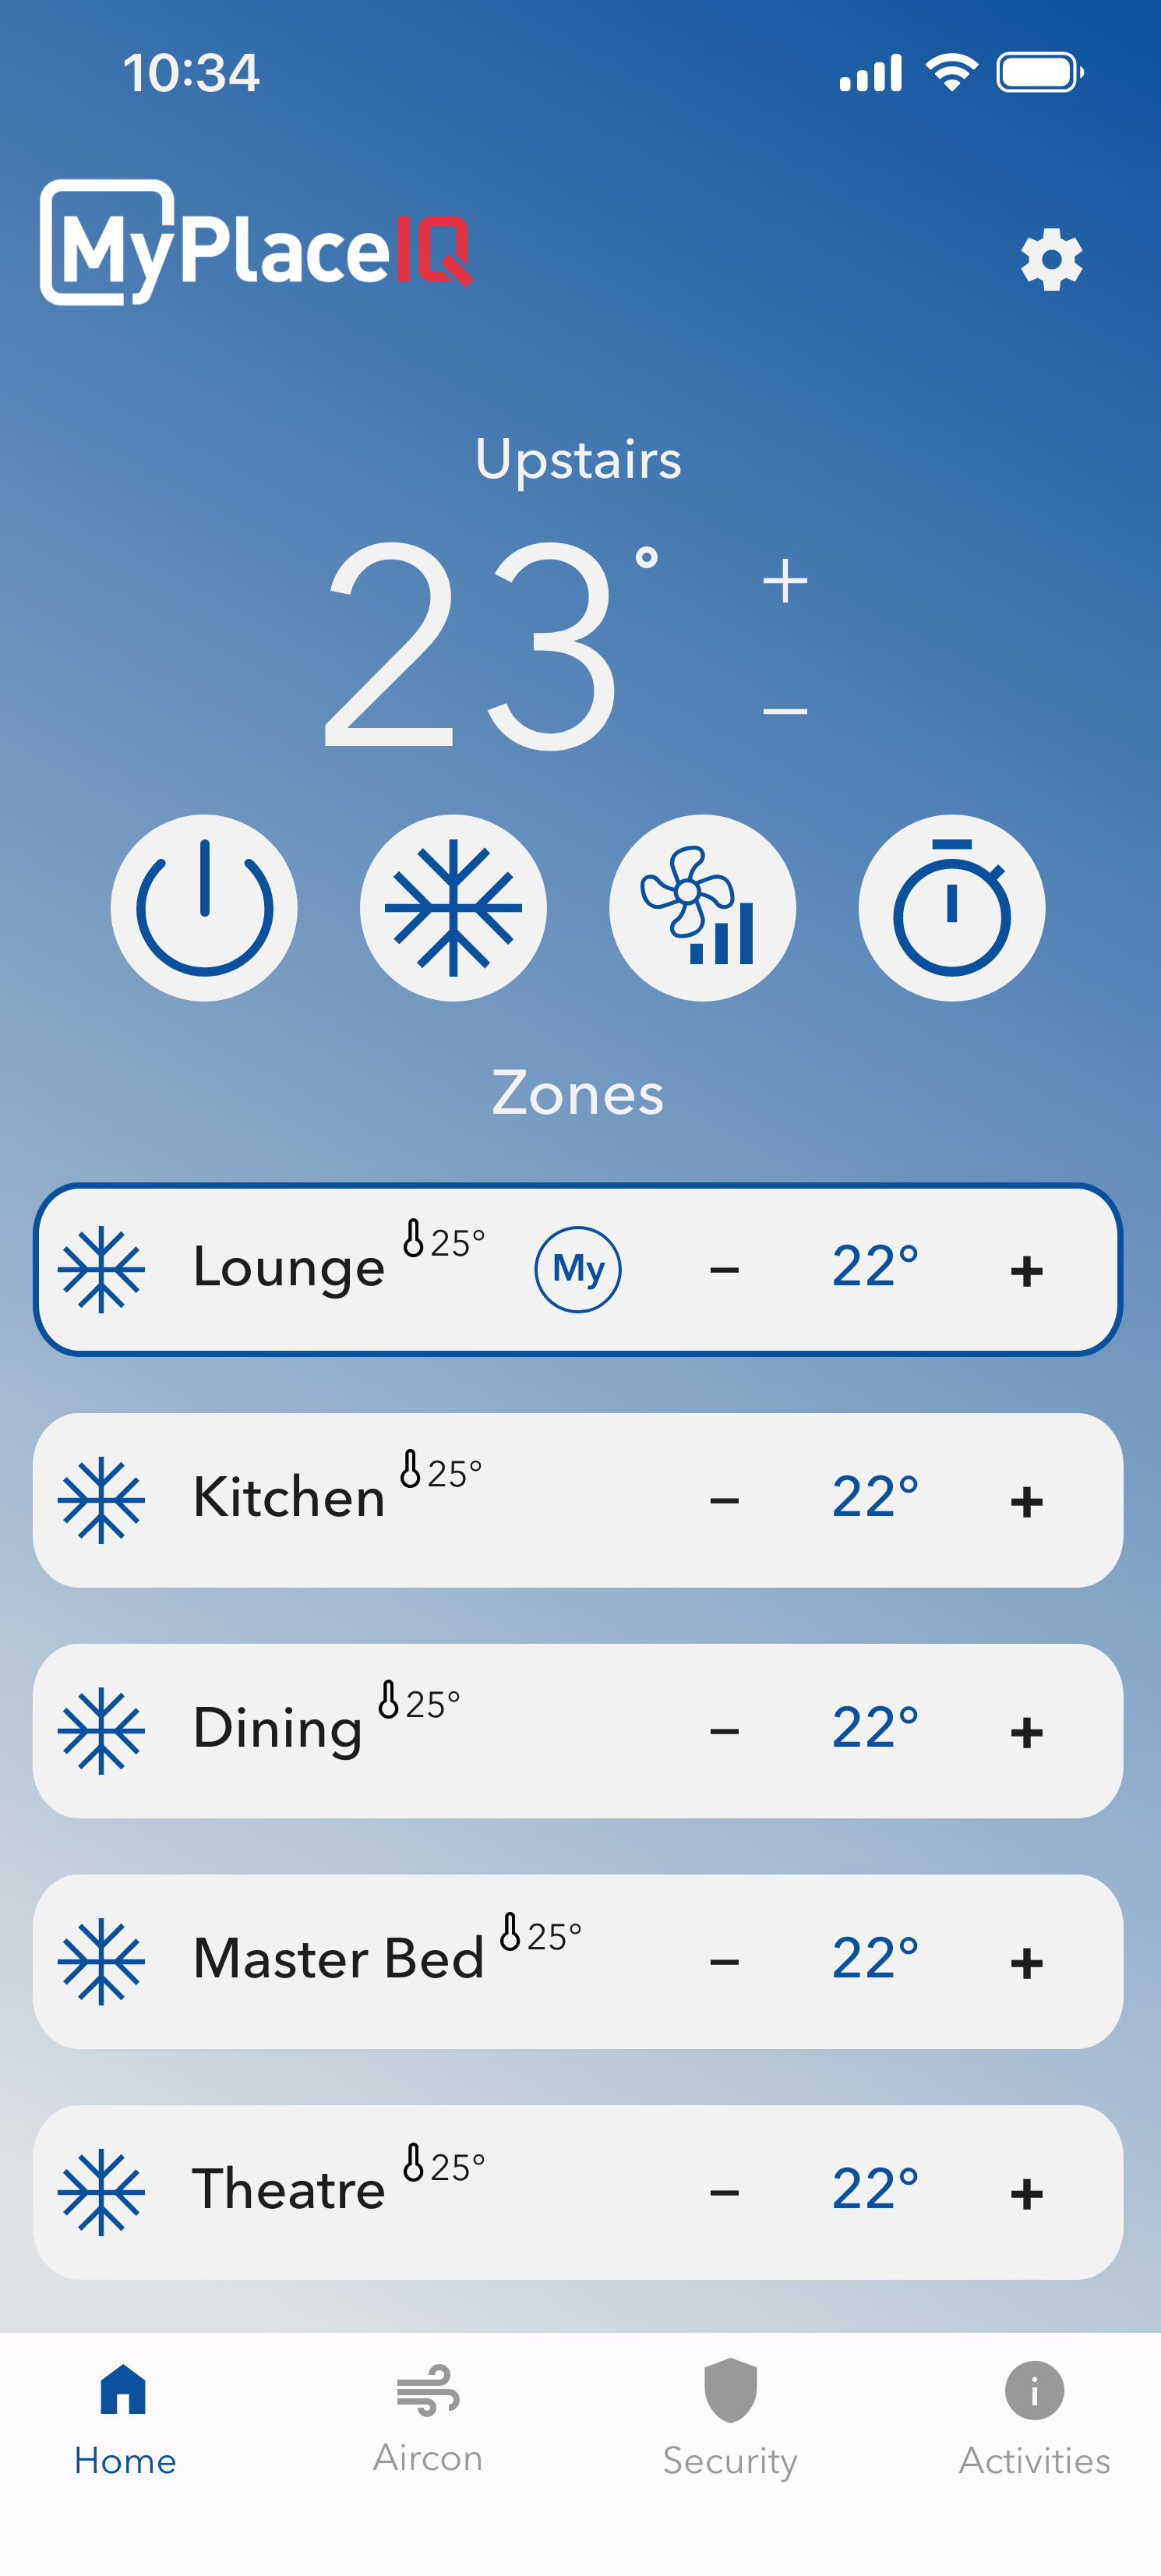 10:34
MyPlaceIQ
Upstairs
23°
+
−
Zones
Lounge 25° My − 22° +
Kitchen 25° − 22° +
Dining 25° − 22° +
Master Bed 25° − 22° +
Theatre 25° − 22° +
Home Aircon Security Activities